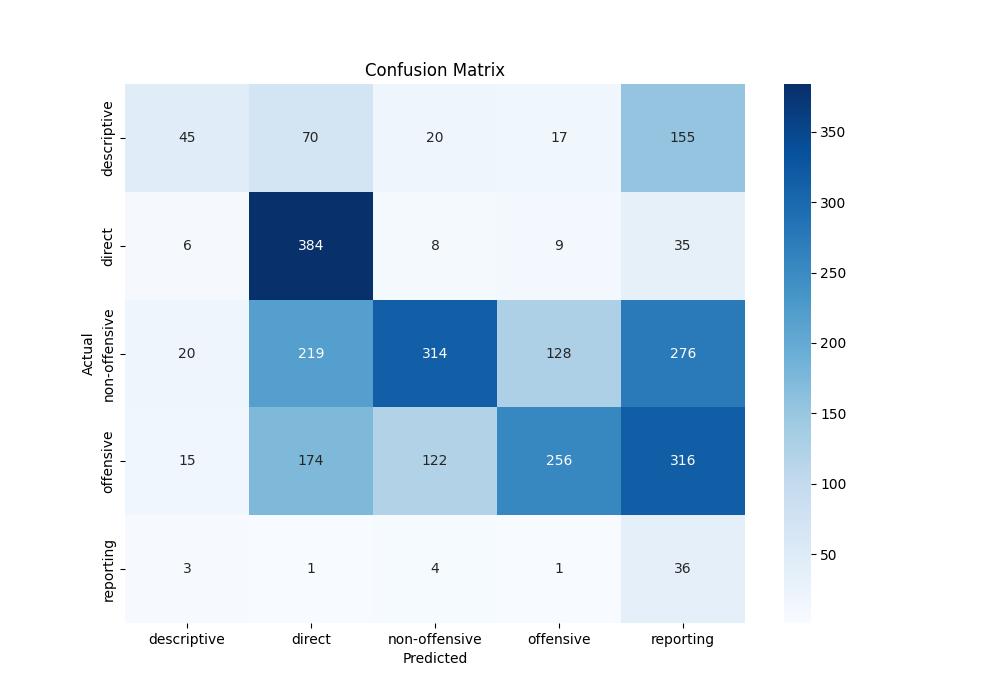 Confusion Matrix
descriptive 45 70 20 17 155
direct 6 384 8 9 35
non-offensive 20 219 314 128 276
offensive 15 174 122 256 316
reporting 3 1 4 1 36
descriptive direct non-offensive offensive reporting
Predicted
Actual
350
300
250
200
150
100
50